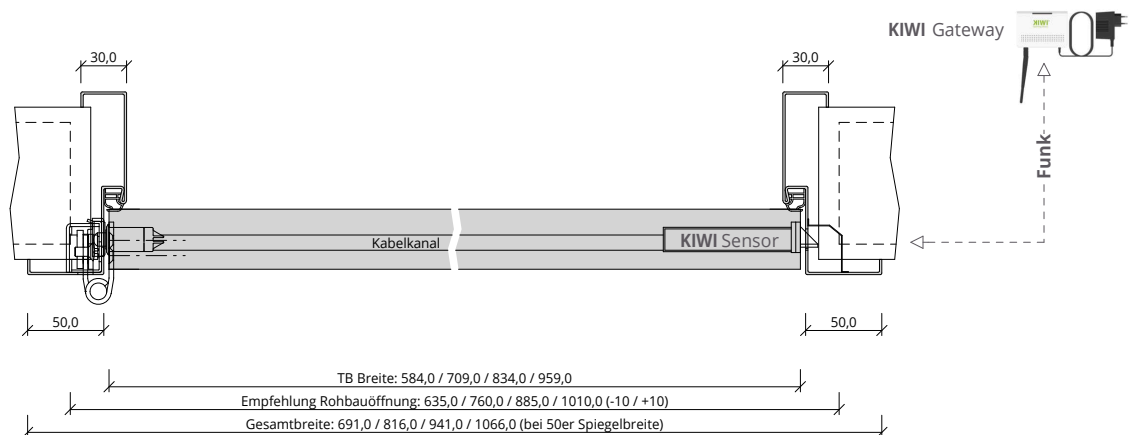 KIWI Gateway
KIWI
30,0
30,0
Funk
Kabelkanal
KIWI Sensor
50,0
50,0
TB Breite: 584,0 / 709,0 / 834,0 / 959,0
Empfehlung Rohbauöffnung: 635,0 / 760,0 / 885,0 / 1010,0 (-10 / +10)
Gesamtbreite: 691,0 / 816,0 / 941,0 / 1066,0 (bei 50er Spiegelbreite)